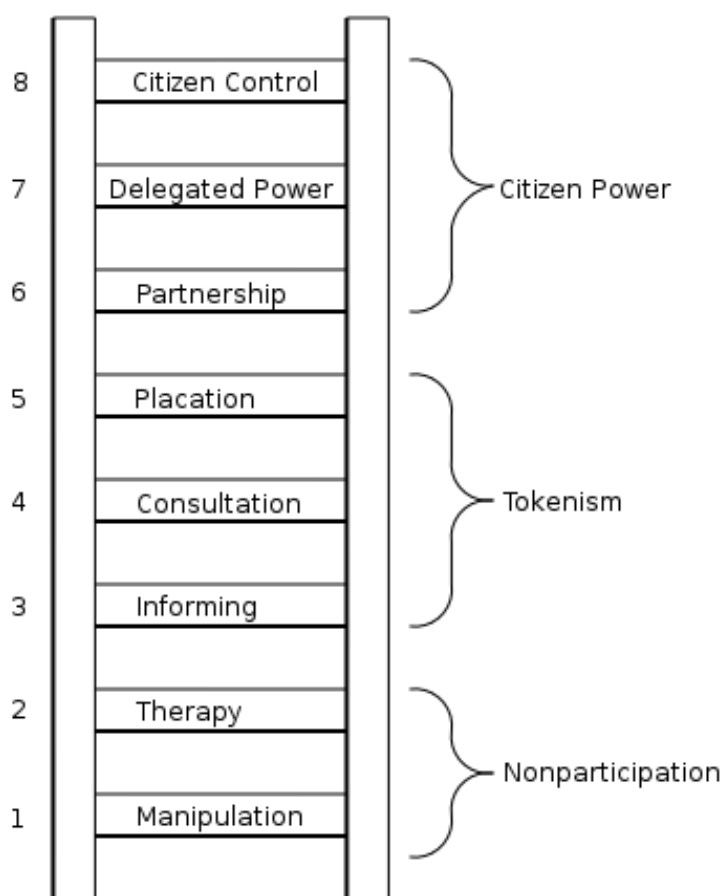 8 Citizen Control
7 Delegated Power
Citizen Power
6 Partnership
5 Placation
4 Consultation
Tokenism
3 Informing
2 Therapy
Nonparticipation
1 Manipulation